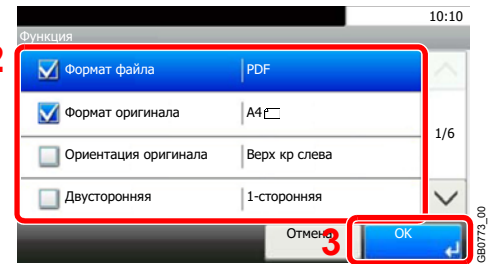 10:10
Функция
2
Формат файла PDF
Формат оригинала A4
1/6
Ориентация оригинала Верх кр слева
Двусторонняя 1-сторонняя
Отмена 3 OK
GB0773_00